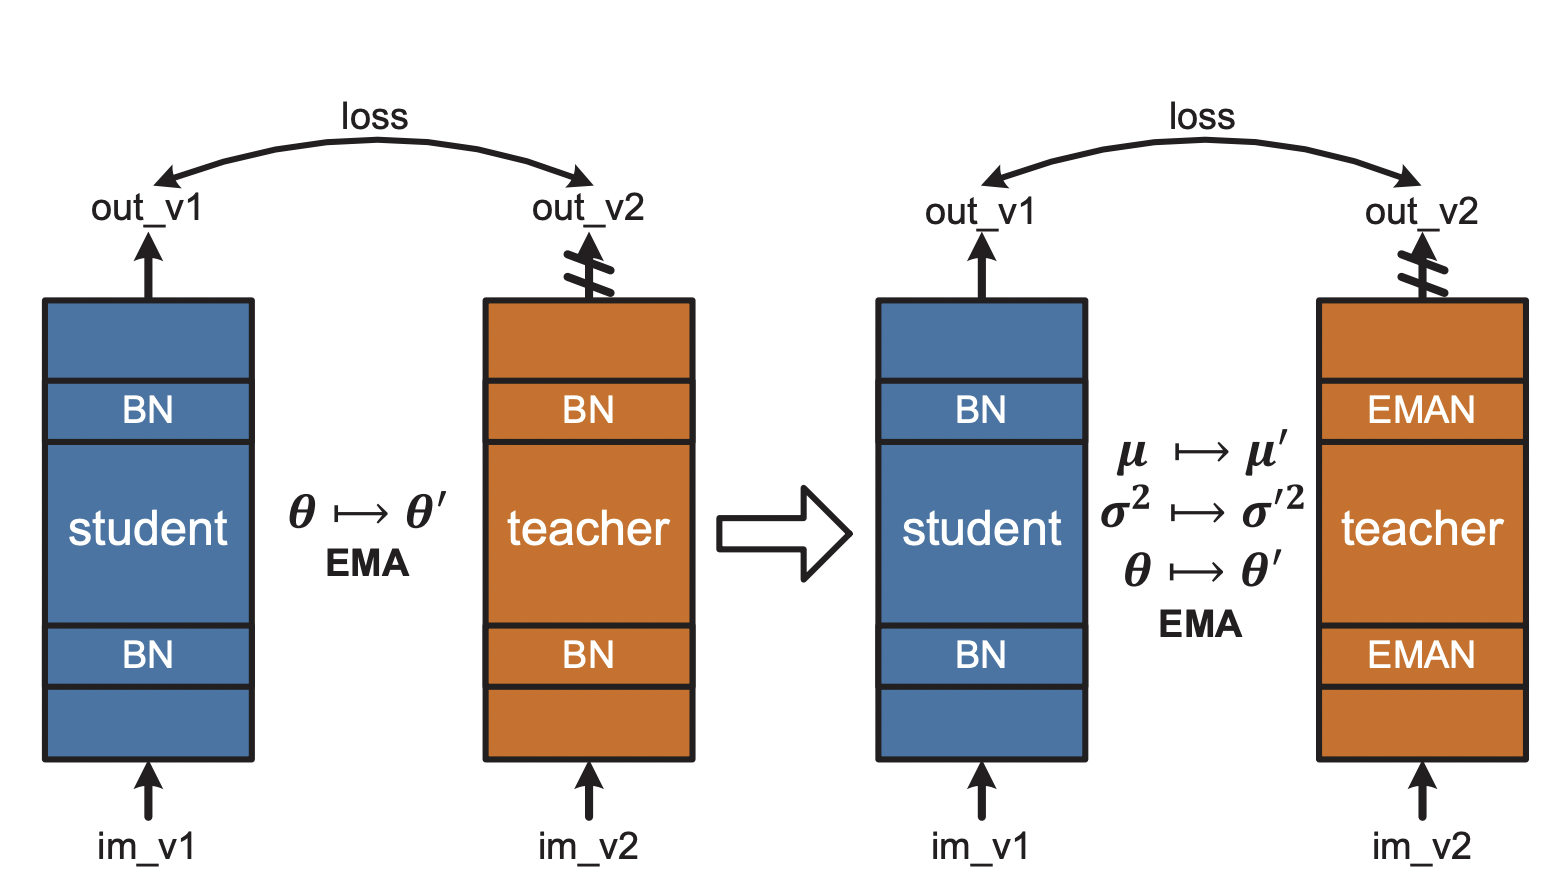 loss
out_v1
out_v2
BN
BN
student
θ ⟼ θ′
EMA
teacher
BN
BN
im_v1
im_v2
loss
out_v1
out_v2
BN
EMAN
student
μ ⟼ μ′
σ² ⟼ σ′²
θ ⟼ θ′
EMA
teacher
BN
EMAN
im_v1
im_v2